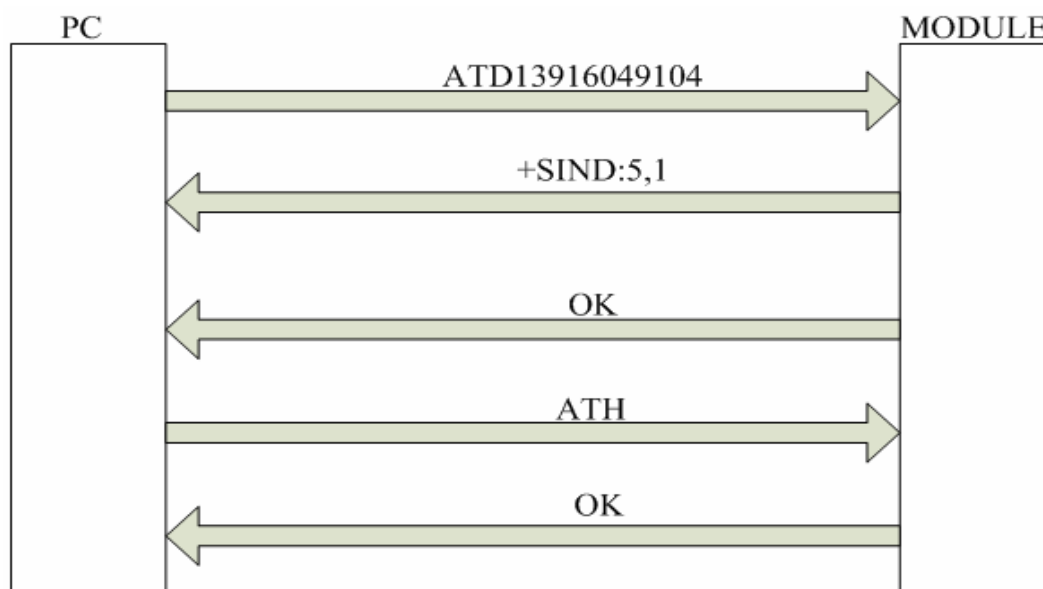 PC
MODULE
ATD13916049104
+SIND:5,1
OK
ATH
OK